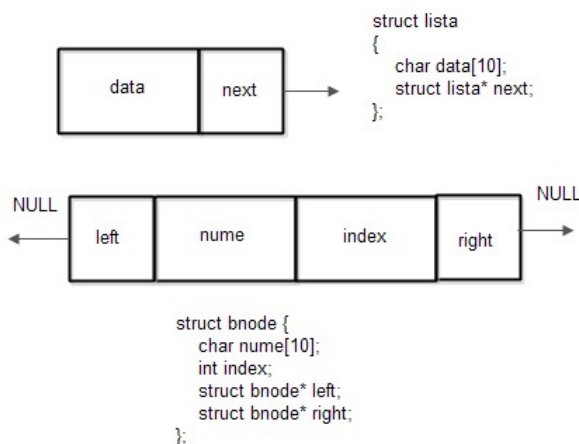 struct lista
{
char data[10];
struct lista* next;
};
data
next
NULL
NULL
left
nume
index
right
struct bnode {
char nume[10];
int index;
struct bnode* left;
struct bnode* right;
};